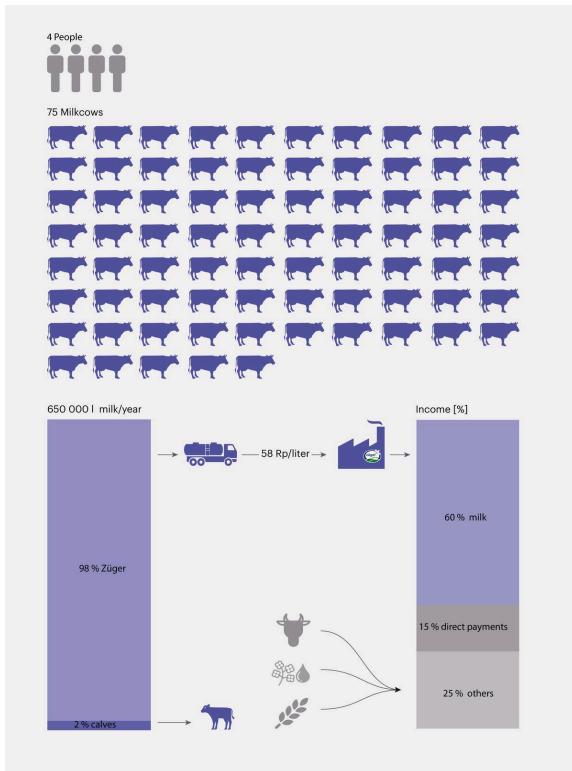 4 People
75 Milkcows
650 000 l milk/year
Income [%]
58 Rp/liter
60 % milk
98 % Züger
15 % direct payments
25 % others
2 % calves